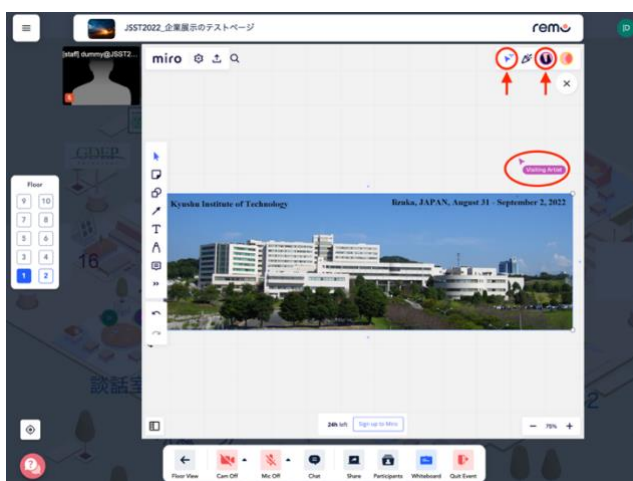 JSST2022_企業展示のテストページ
remo
[staff] dummy@JSST2...
miro
Visiting Artist
GDEP
Floor
9 10
7 8
5 6
3 4
1 2
16
Kyushu Institute of Technology
Iizuka, JAPAN, August 31 - September 2, 2022
談話室
24h left
Sign up to Miro
70%
Floor View
Cam Off
Mic Off
Chat
Share
Participants
Whiteboard
Quit Event